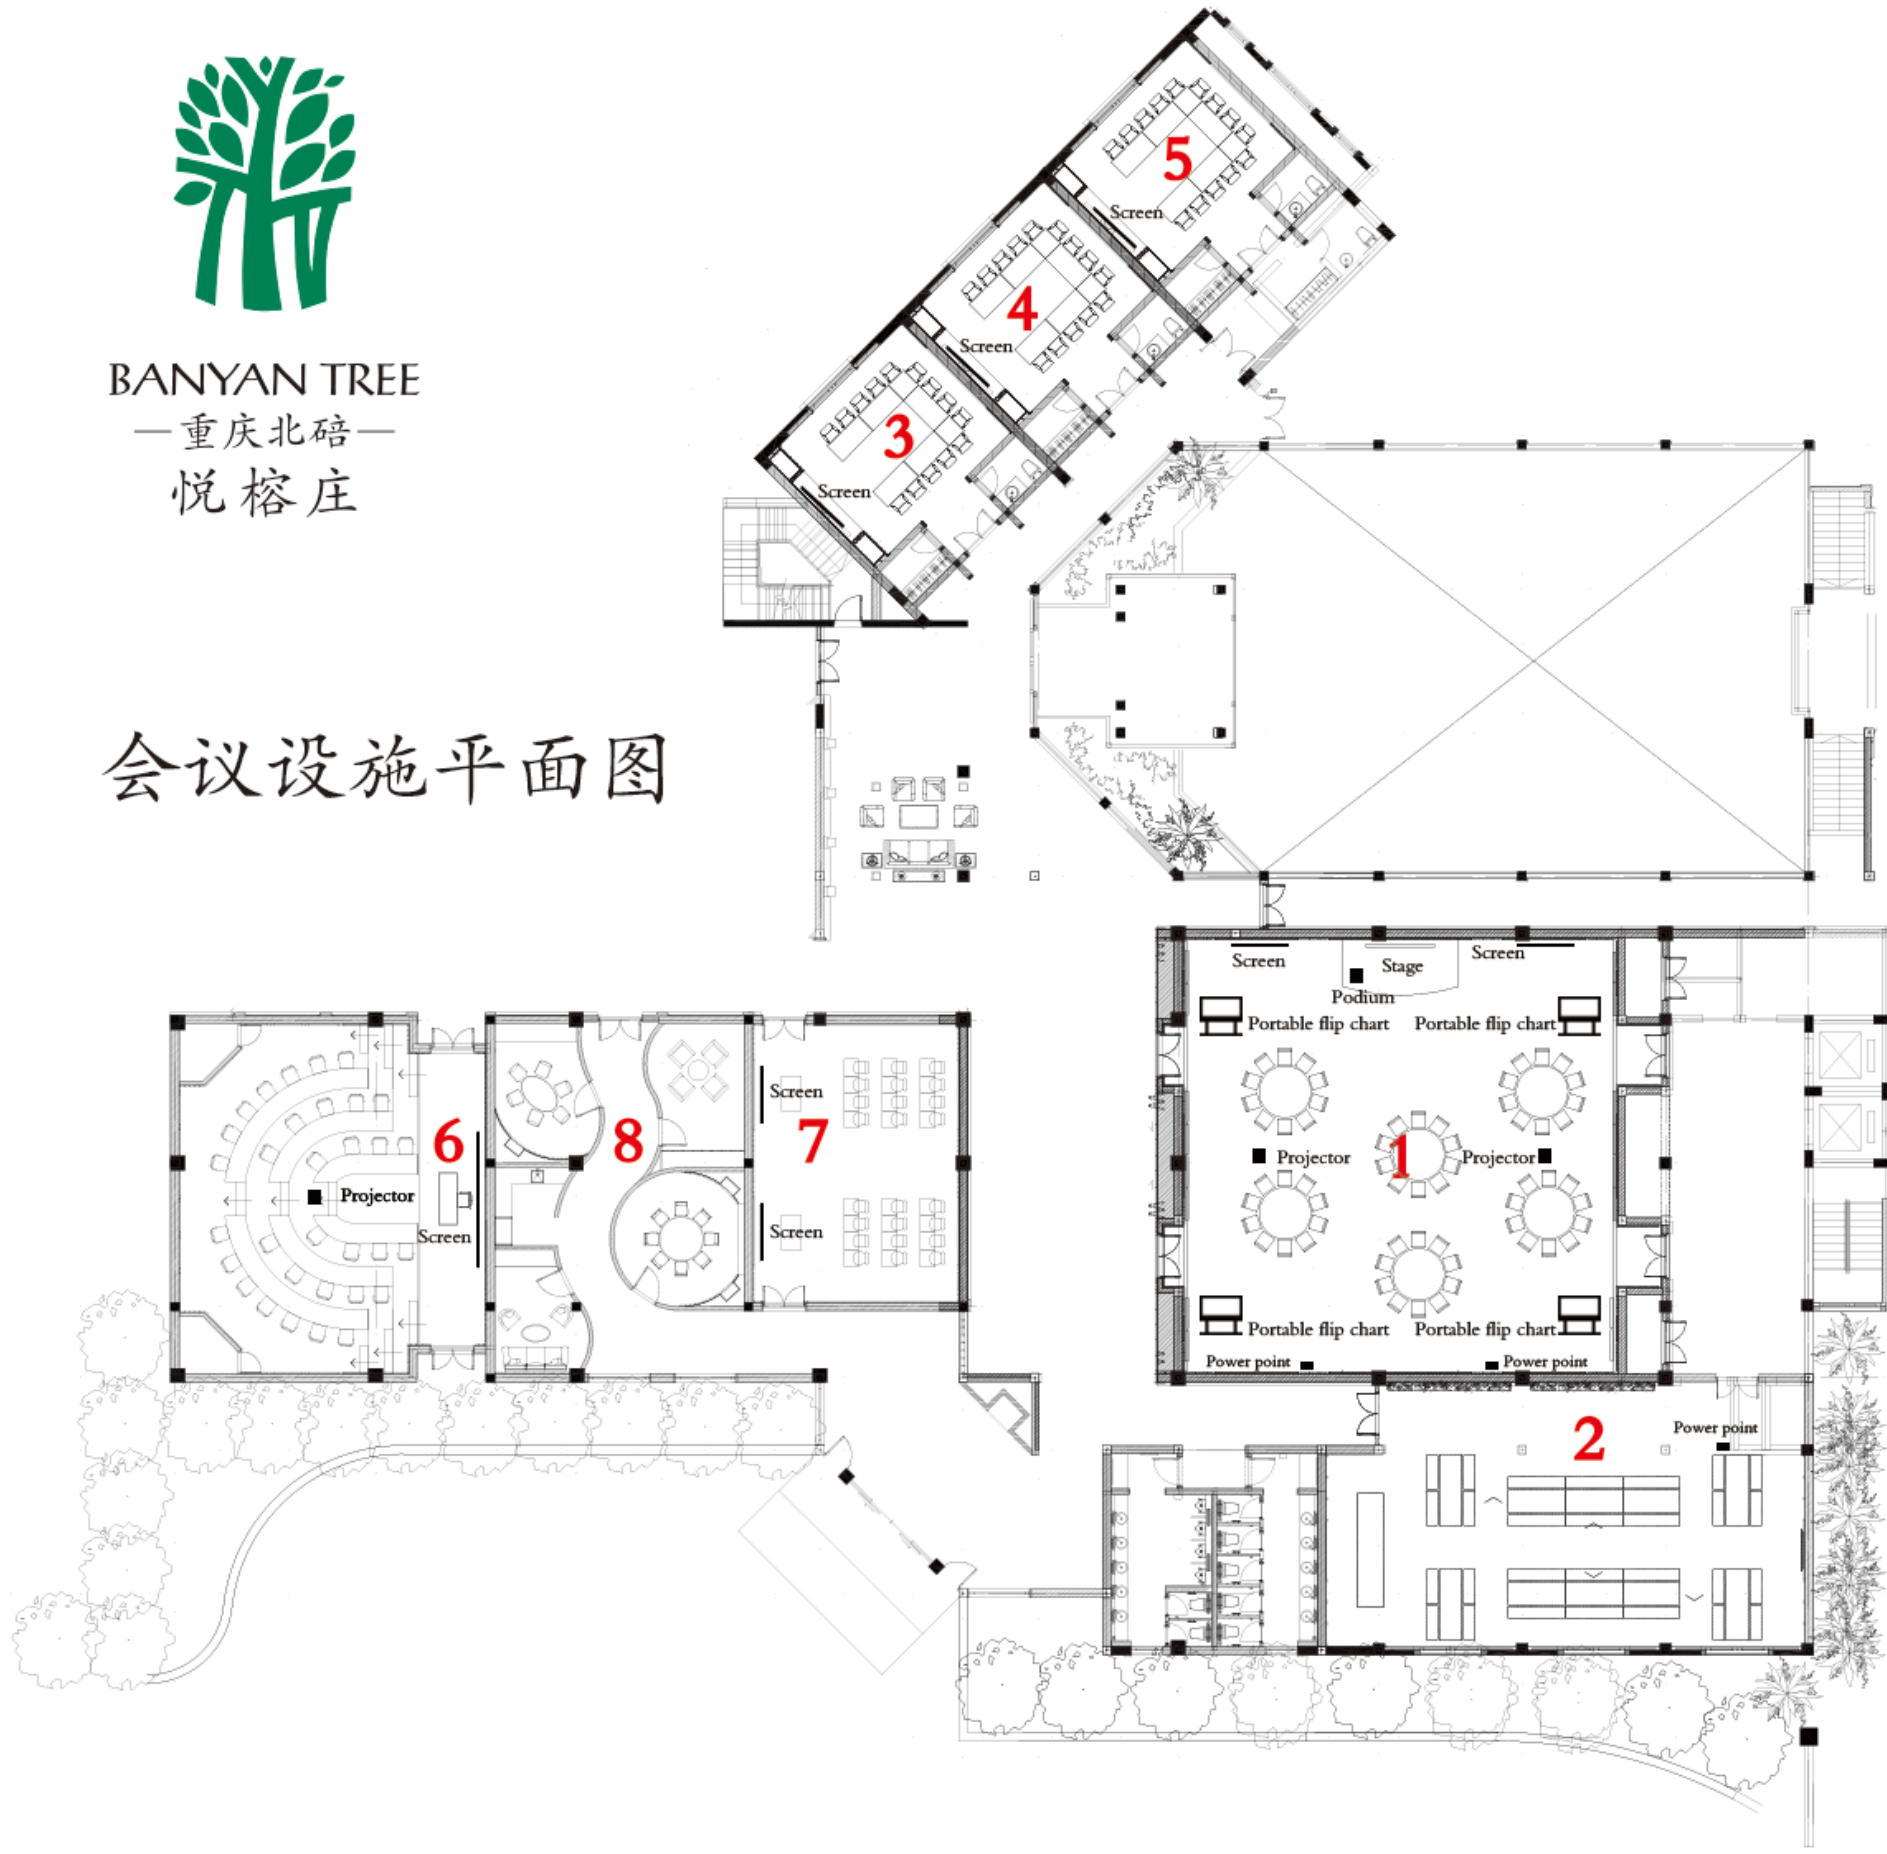 BANYAN TREE
—重庆北碚—
悦榕庄
会议设施平面图
5
Screen
4
Screen
3
Screen
Screen
Stage
Screen
Podium
Portable flip chart
Portable flip chart
6
8
Screen
7
Projector
1
Projector
Projector
Screen
Screen
Portable flip chart
Portable flip chart
Power point
Power point
2
Power point